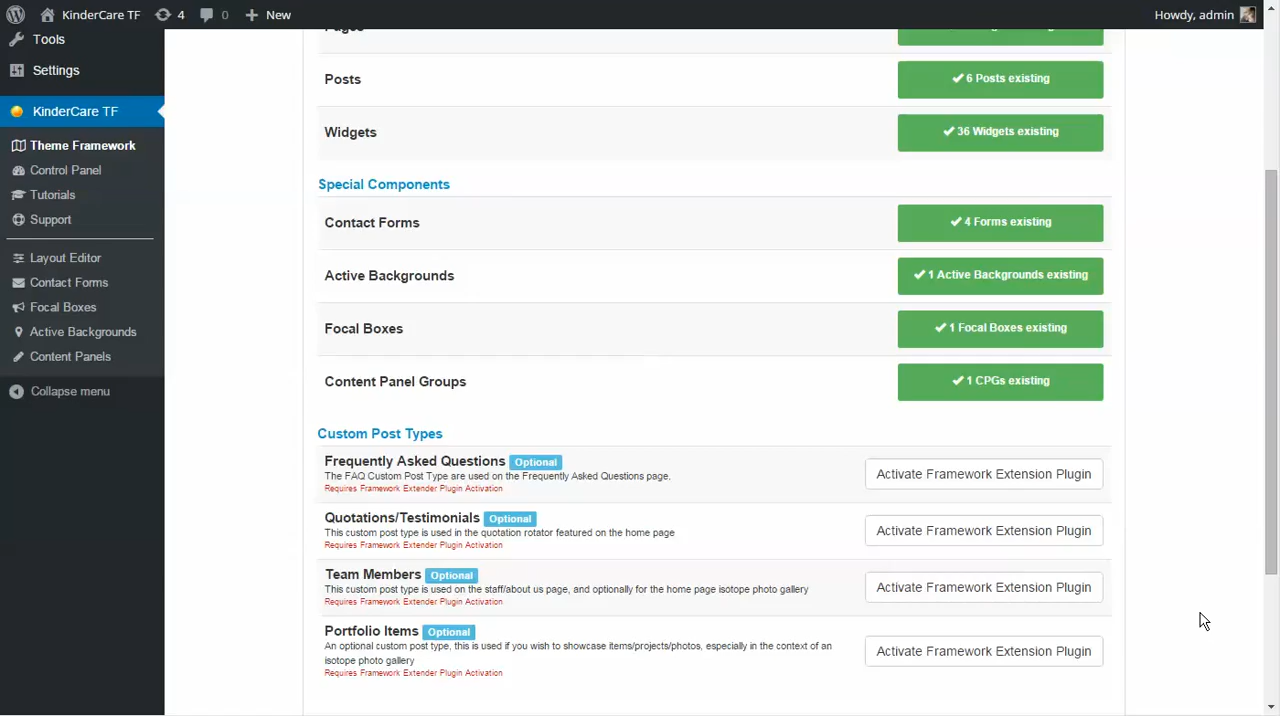 KinderCare TF 4 0 New Howdy, admin
Tools
Settings
KinderCare TF
Theme Framework
Control Panel
Tutorials
Support
Layout Editor
Contact Forms
Focal Boxes
Active Backgrounds
Content Panels
Collapse menu
Pages
Posts 6 Posts existing
Widgets 36 Widgets existing
Special Components
Contact Forms 4 Forms existing
Active Backgrounds 1 Active Backgrounds existing
Focal Boxes 1 Focal Boxes existing
Content Panel Groups 1 CPGs existing
Custom Post Types
Frequently Asked Questions Optional
The FAQ Custom Post Type are used on the Frequently Asked Questions page.
Requires Framework Extender Plugin Activation
Activate Framework Extension Plugin
Quotations/Testimonials Optional
This custom post type is used in the quotation rotator featured on the home page
Requires Framework Extender Plugin Activation
Activate Framework Extension Plugin
Team Members Optional
This custom post type is used on the staff/about us page, and optionally for the home page isotope photo gallery
Requires Framework Extender Plugin Activation
Activate Framework Extension Plugin
Portfolio Items Optional
An optional custom post type, this is used if you wish to showcase items/projects/photos, especially in the context of an
isotope photo gallery
Requires Framework Extender Plugin Activation
Activate Framework Extension Plugin